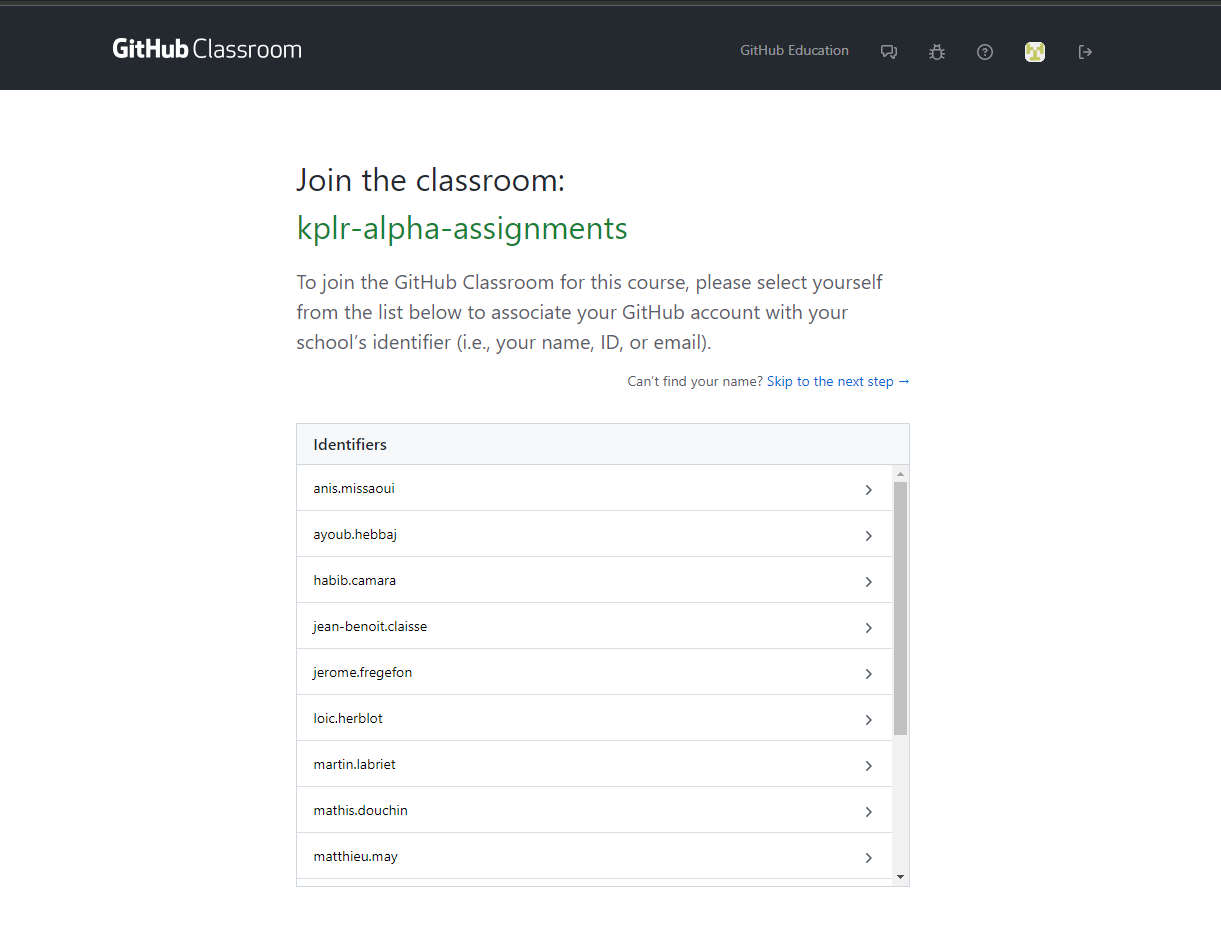 GitHub Classroom
GitHub Education
Join the classroom:
kplr-alpha-assignments
To join the GitHub Classroom for this course, please select yourself
from the list below to associate your GitHub account with your
school’s identifier (i.e., your name, ID, or email).
Can’t find your name? Skip to the next step →
Identifiers
anis.missaoui
ayoub.hebbaj
habib.camara
jean-benoit.claisse
jerome.fregefon
loic.herblot
martin.labriet
mathis.douchin
matthieu.may